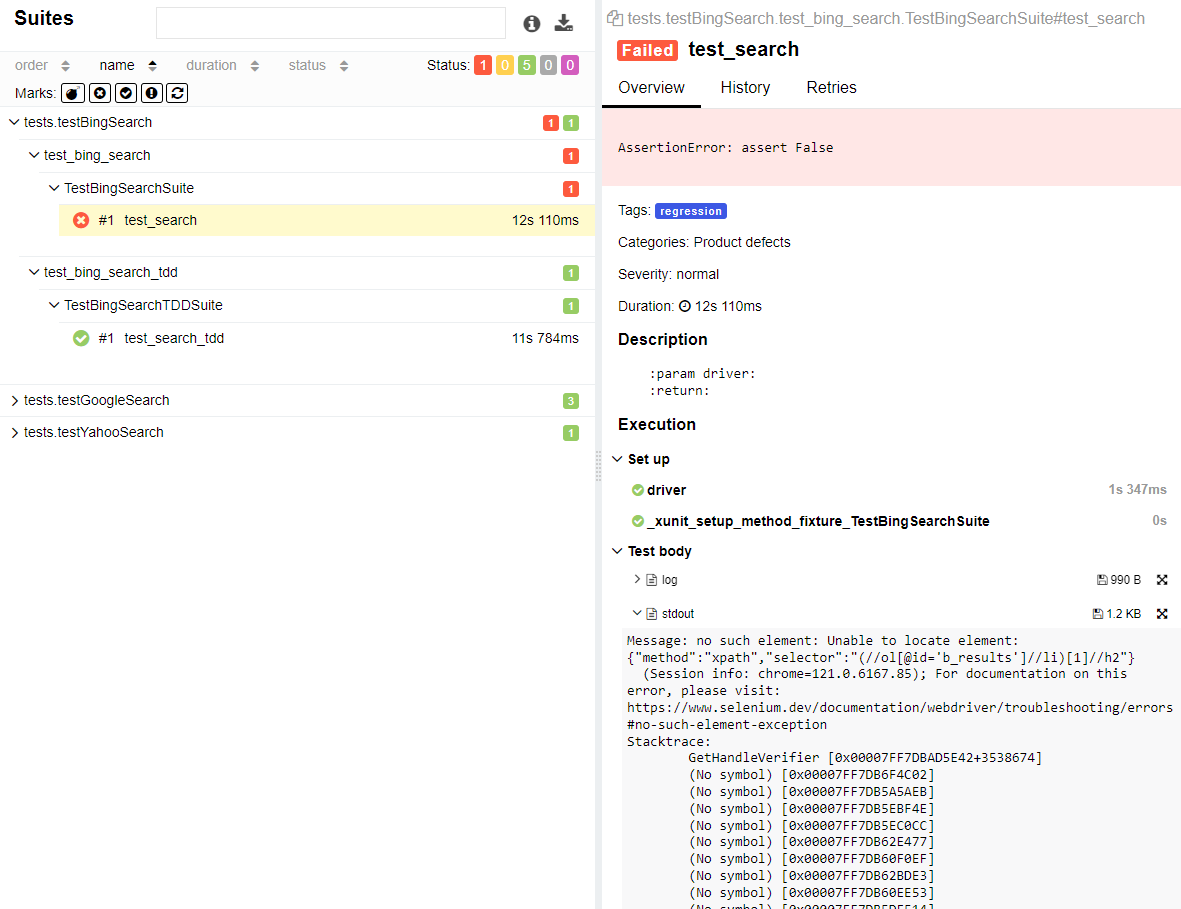 Suites
order name duration status Status: 1 0 5 0 0
Marks:
tests.testBingSearch 1 1
test_bing_search 1
TestBingSearchSuite 1
#1 test_search 12s 110ms
test_bing_search_tdd 1
TestBingSearchTDDSuite 1
#1 test_search_tdd 11s 784ms
tests.testGoogleSearch 3
tests.testYahooSearch 1
tests.testBingSearch.test_bing_search.TestBingSearchSuite#test_search
Failed test_search
Overview History Retries
AssertionError: assert False
Tags: regression
Categories: Product defects
Severity: normal
Duration: 12s 110ms
Description
:param driver:
:return:
Execution
Set up
driver 1s 347ms
_xunit_setup_method_fixture_TestBingSearchSuite 0s
Test body
log 990 B
stdout 1.2 KB
Message: no such element: Unable to locate element:
{"method":"xpath","selector":"(//ol[@id='b_results']//li)[1]//h2"}
(Session info: chrome=121.0.6167.85); For documentation on this
error, please visit:
https://www.selenium.dev/documentation/webdriver/troubleshooting/errors
#no-such-element-exception
Stacktrace:
GetHandleVerifier [0x00007FF7DBAD5E42+3538674]
(No symbol) [0x00007FF7DB6F4C02]
(No symbol) [0x00007FF7DB5A5AEB]
(No symbol) [0x00007FF7DB5EBF4E]
(No symbol) [0x00007FF7DB5EC0CC]
(No symbol) [0x00007FF7DB62E477]
(No symbol) [0x00007FF7DB60F0EF]
(No symbol) [0x00007FF7DB62BDE3]
(No symbol) [0x00007FF7DB60EE53]